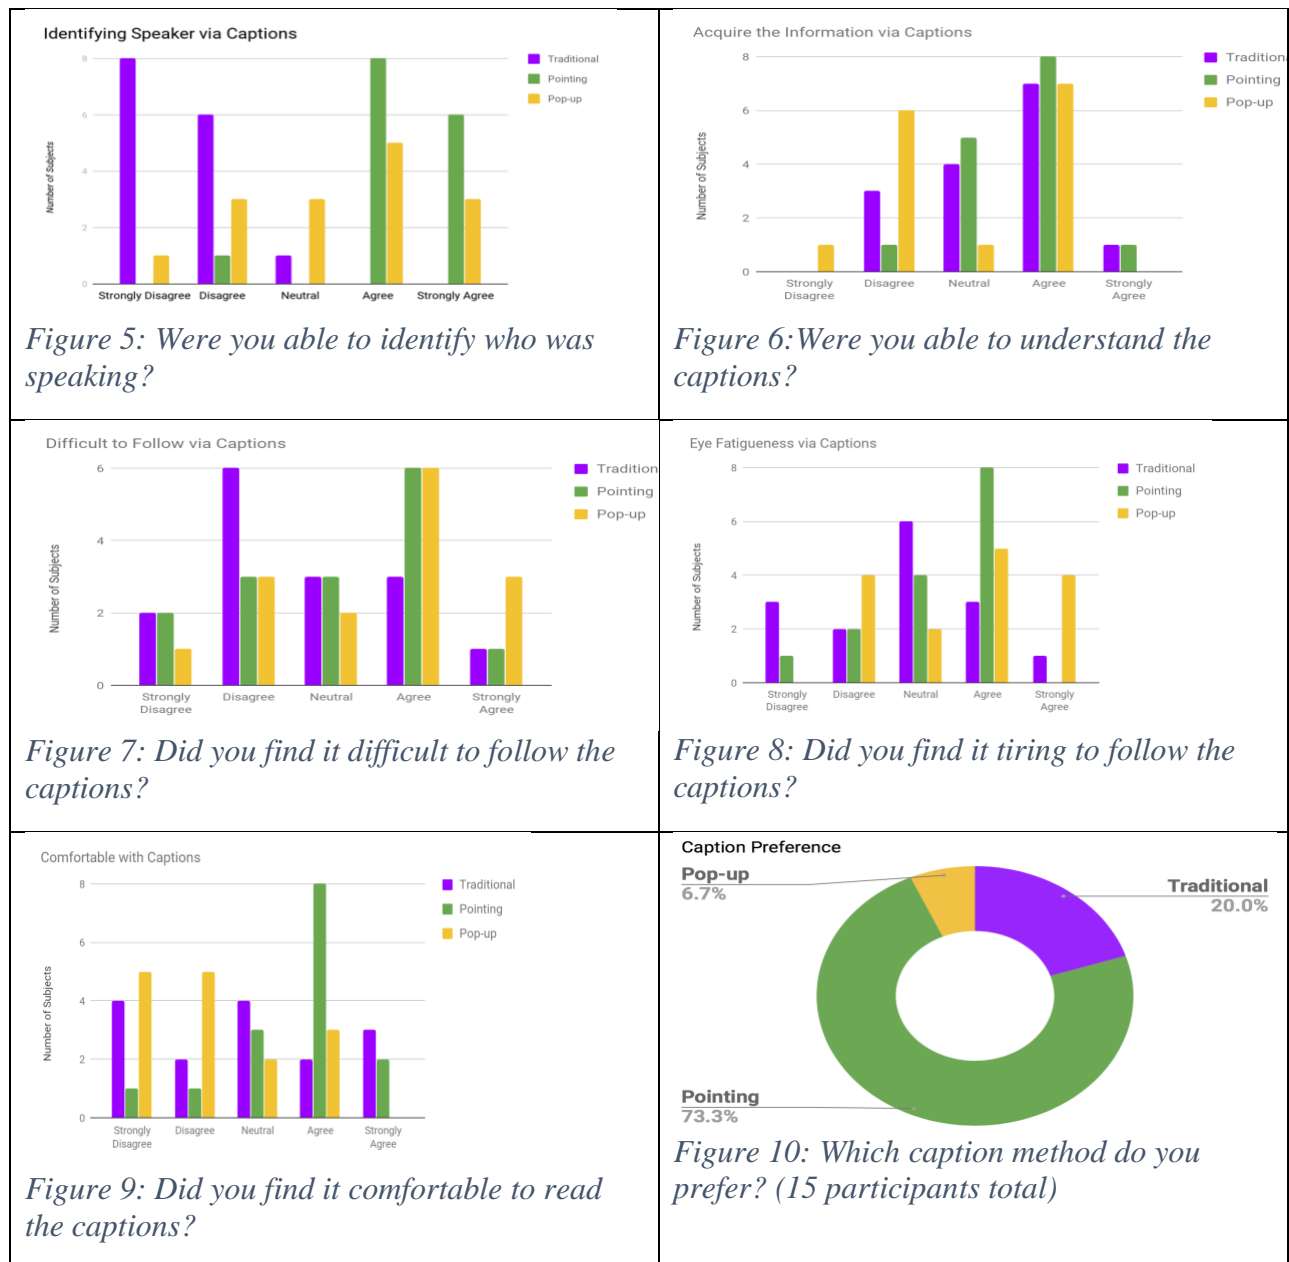 Identifying Speaker via Captions
8
6
4
2
0
Number of Subjects
Strongly Disagree Disagree Neutral Agree Strongly Agree
Traditional
Pointing
Pop-up
Figure 5: Were you able to identify who was
speaking?
Acquire the Information via Captions
8
6
4
2
0
Number of Subjects
Strongly Disagree Neutral Agree Strongly
Disagree Agree
Tradition
Pointing
Pop-up
Figure 6:Were you able to understand the
captions?
Difficult to Follow via Captions
6
4
2
0
Number of Subjects
Strongly Disagree Neutral Agree Strongly
Disagree Agree
Tradition
Pointing
Pop-up
Figure 7: Did you find it difficult to follow the
captions?
Eye Fatigueness via Captions
8
6
4
2
0
Number of Subjects
Strongly Disagree Neutral Agree Strongly
Disagree Agree
Traditional
Pointing
Pop-up
Figure 8: Did you find it tiring to follow the
captions?
Comfortable with Captions
8
6
4
2
0
Number of Subjects
Strongly Disagree Neutral Agree Strongly
Disagree Agree
Traditional
Pointing
Pop-up
Figure 9: Did you find it comfortable to read
the captions?
Caption Preference
Pop-up
6.7%
Traditional
20.0%
Pointing
73.3%
Figure 10: Which caption method do you
prefer? (15 participants total)